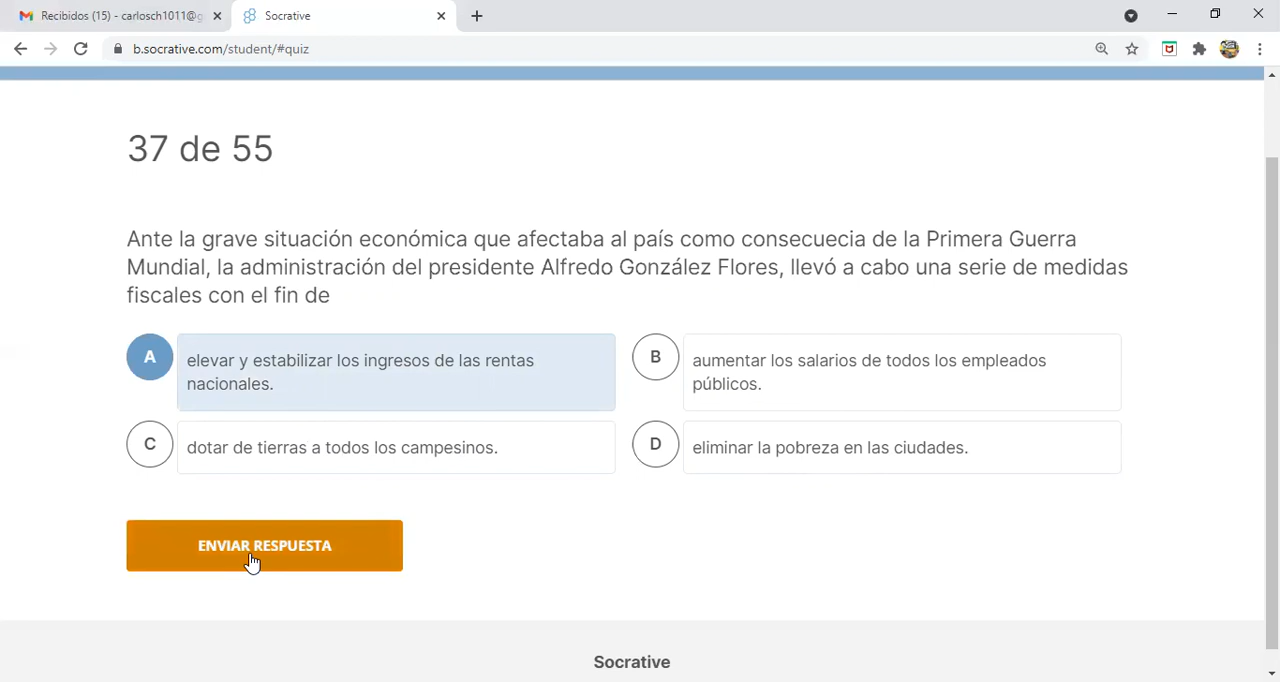 Recibidos (15) - carlosch1011@g
Socrative
b.socrative.com/student/#quiz
37 de 55
Ante la grave situación económica que afectaba al país como consecuecia de la Primera Guerra
Mundial, la administración del presidente Alfredo González Flores, llevó a cabo una serie de medidas
fiscales con el fin de
A
elevar y estabilizar los ingresos de las rentas
nacionales.
B
aumentar los salarios de todos los empleados
públicos.
C
dotar de tierras a todos los campesinos.
D
eliminar la pobreza en las ciudades.
ENVIAR RESPUESTA
Socrative